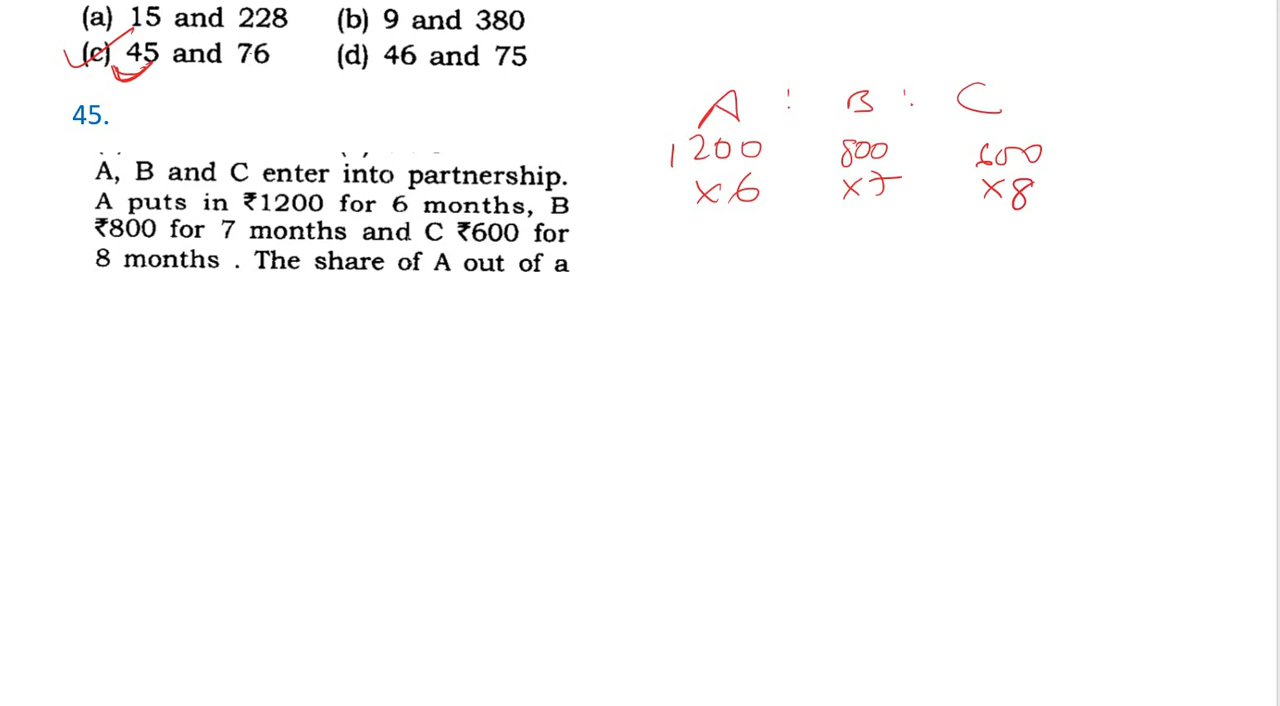 (a) 15 and 228 (b) 9 and 380
(c) 45 and 76 (d) 46 and 75
45.
A, B and C enter into partnership.
A puts in ₹1200 for 6 months, B
₹800 for 7 months and C ₹600 for
8 months . The share of A out of a
A : B : C
1200 800 600
×6 ×7 ×8